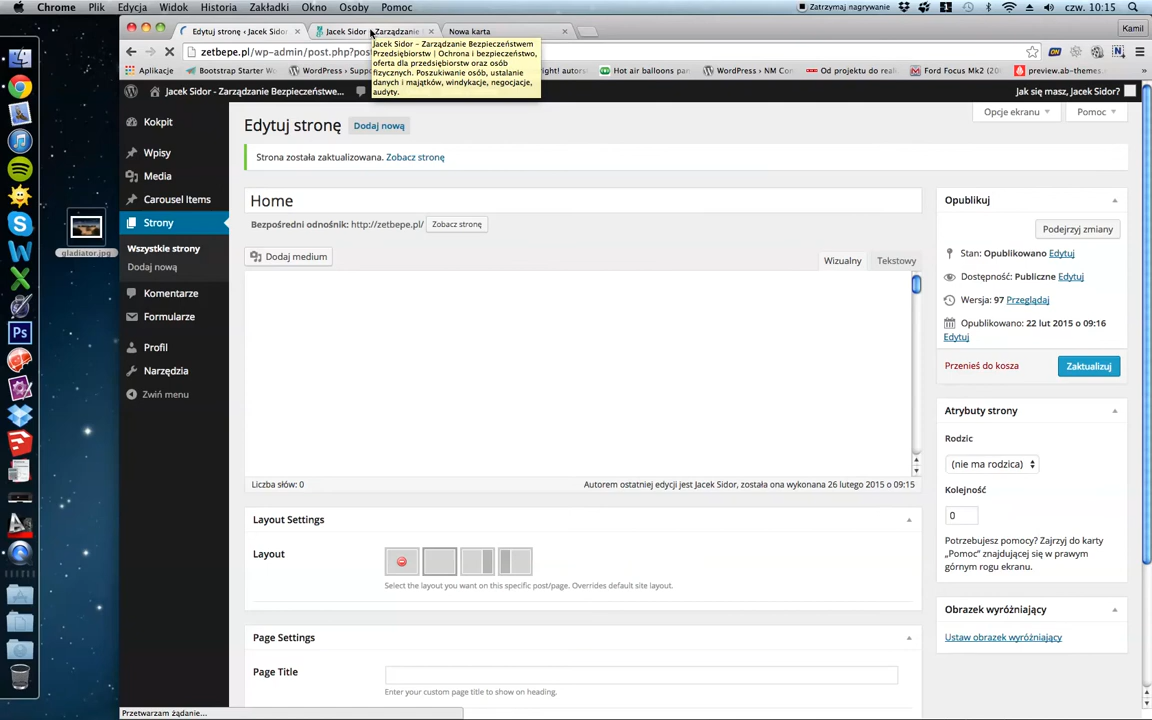 Chrome Plik Edycja Widok Historia Zakładki Okno Osoby Pomoc Zatrzymaj nagrywanie czw. 10:15
Edytuj stronę ‹ Jacek Sidor Jacek Sidor – Zarządzanie Nowa karta Kamil
zetbepe.pl/wp-admin/post.php?pos
Jacek Sidor – Zarządzanie Bezpieczeństwem
Przedsiębiorstw | Ochrona i bezpieczeństwo,
oferta dla przedsiębiorstw oraz osób
fizycznych. Poszukiwanie osób, ustalanie
danych i majątków, windykacje, negocjacje,
audyty.
Aplikacje Bootstrap Starter WordPress › Supp right! autorsi Hot air balloons par WordPress › NM Con Od projektu do real Ford Focus Mk2 (20 preview.ab-themes.
Jacek Sidor – Zarządzanie Bezpieczeństwe... Jak się masz, Jacek Sidor?
Kokpit
Wpisy
Media
Carousel Items
Strony
Wszystkie strony
Dodaj nową
Komentarze
Formularze
Profil
Narzędzia
Zwiń menu
gladiator.jpg
Opcje ekranu Pomoc
Edytuj stronę Dodaj nową
Strona została zaktualizowana. Zobacz stronę
Home
Bezpośredni odnośnik: http://zetbepe.pl/ Zobacz stronę
Dodaj medium
Wizualny Tekstowy
Liczba słów: 0 Autorem ostatniej edycji jest Jacek Sidor, została ona wykonana 26 lutego 2015 o 09:15
Layout Settings
Layout
Select the layout you want on this specific post/page. Overrides default site layout.
Page Settings
Page Title
Enter your custom page title to show on heading.
Opublikuj
Podejrzyj zmiany
Stan: Opublikowano Edytuj
Dostępność: Publiczne Edytuj
Wersja: 97 Przeglądaj
Opublikowano: 22 lut 2015 o 09:16
Edytuj
Przenieś do kosza Zaktualizuj
Atrybuty strony
Rodzic
(nie ma rodzica)
Kolejność
0
Potrzebujesz pomocy? Zajrzyj do karty
„Pomoc” znajdującej się w prawym
górnym rogu ekranu.
Obrazek wyróżniający
Ustaw obrazek wyróżniający
Przetwarzam żądanie...